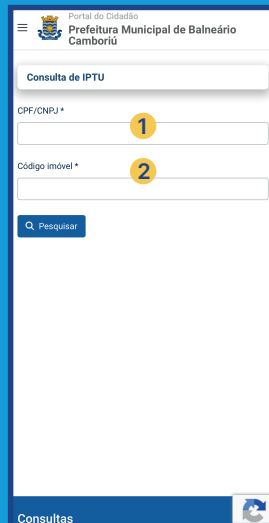 Portal do Cidadão
Prefeitura Municipal de Balneário
Camboriú
Consulta de IPTU
CPF/CNPJ *
1
Código imóvel *
2
Pesquisar
Consultas